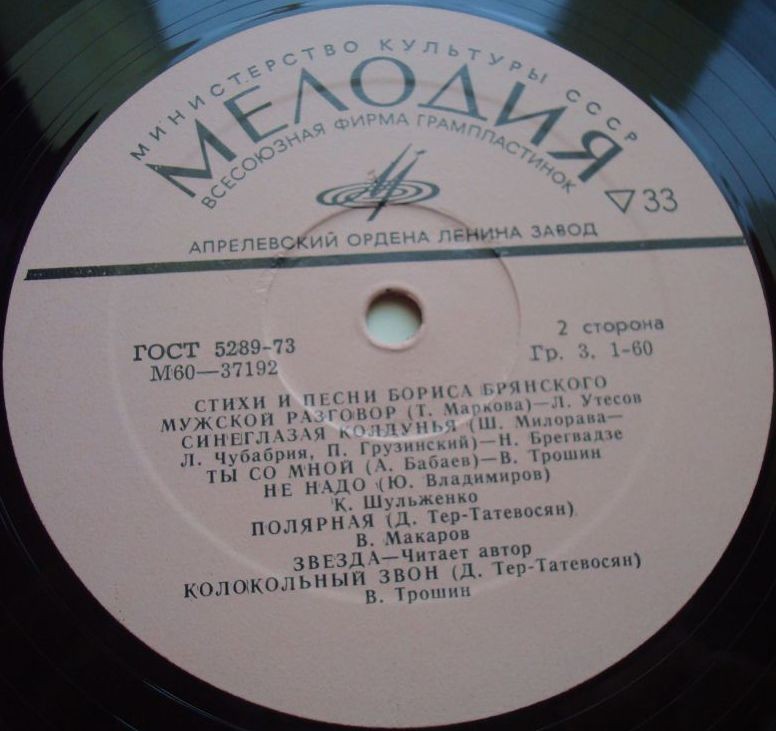 МИНИСТЕРСТВО КУЛЬТУРЫ СССР
МЕЛОДИЯ
ВСЕСОЮЗНАЯ ФИРМА ГРАМПЛАСТИНОК
33
АПРЕЛЕВСКИЙ ОРДЕНА ЛЕНИНА ЗАВОД
ГОСТ 5289-73
М60—37192
2 сторона
Гр. 3. 1-60
СТИХИ И ПЕСНИ БОРИСА БРЯНСКОГО
МУЖСКОЙ РАЗГОВОР (Т. Маркова)—Л. Утесов
СИНЕГЛАЗАЯ КОЛДУНЬЯ (Ш. Милорава—
Л. Чубабрия, П. Грузинский)—Н. Брегвадзе
ТЫ СО МНОЙ (А. Бабаев)—В. Трошин
НЕ НАДО (Ю. Владимиров)
К. Шульженко
ПОЛЯРНАЯ (Д. Тер-Татевосян)
В. Макаров
ЗВЕЗДА—Читает автор
КОЛОКОЛЬНЫЙ ЗВОН (Д. Тер-Татевосян)
В. Трошин